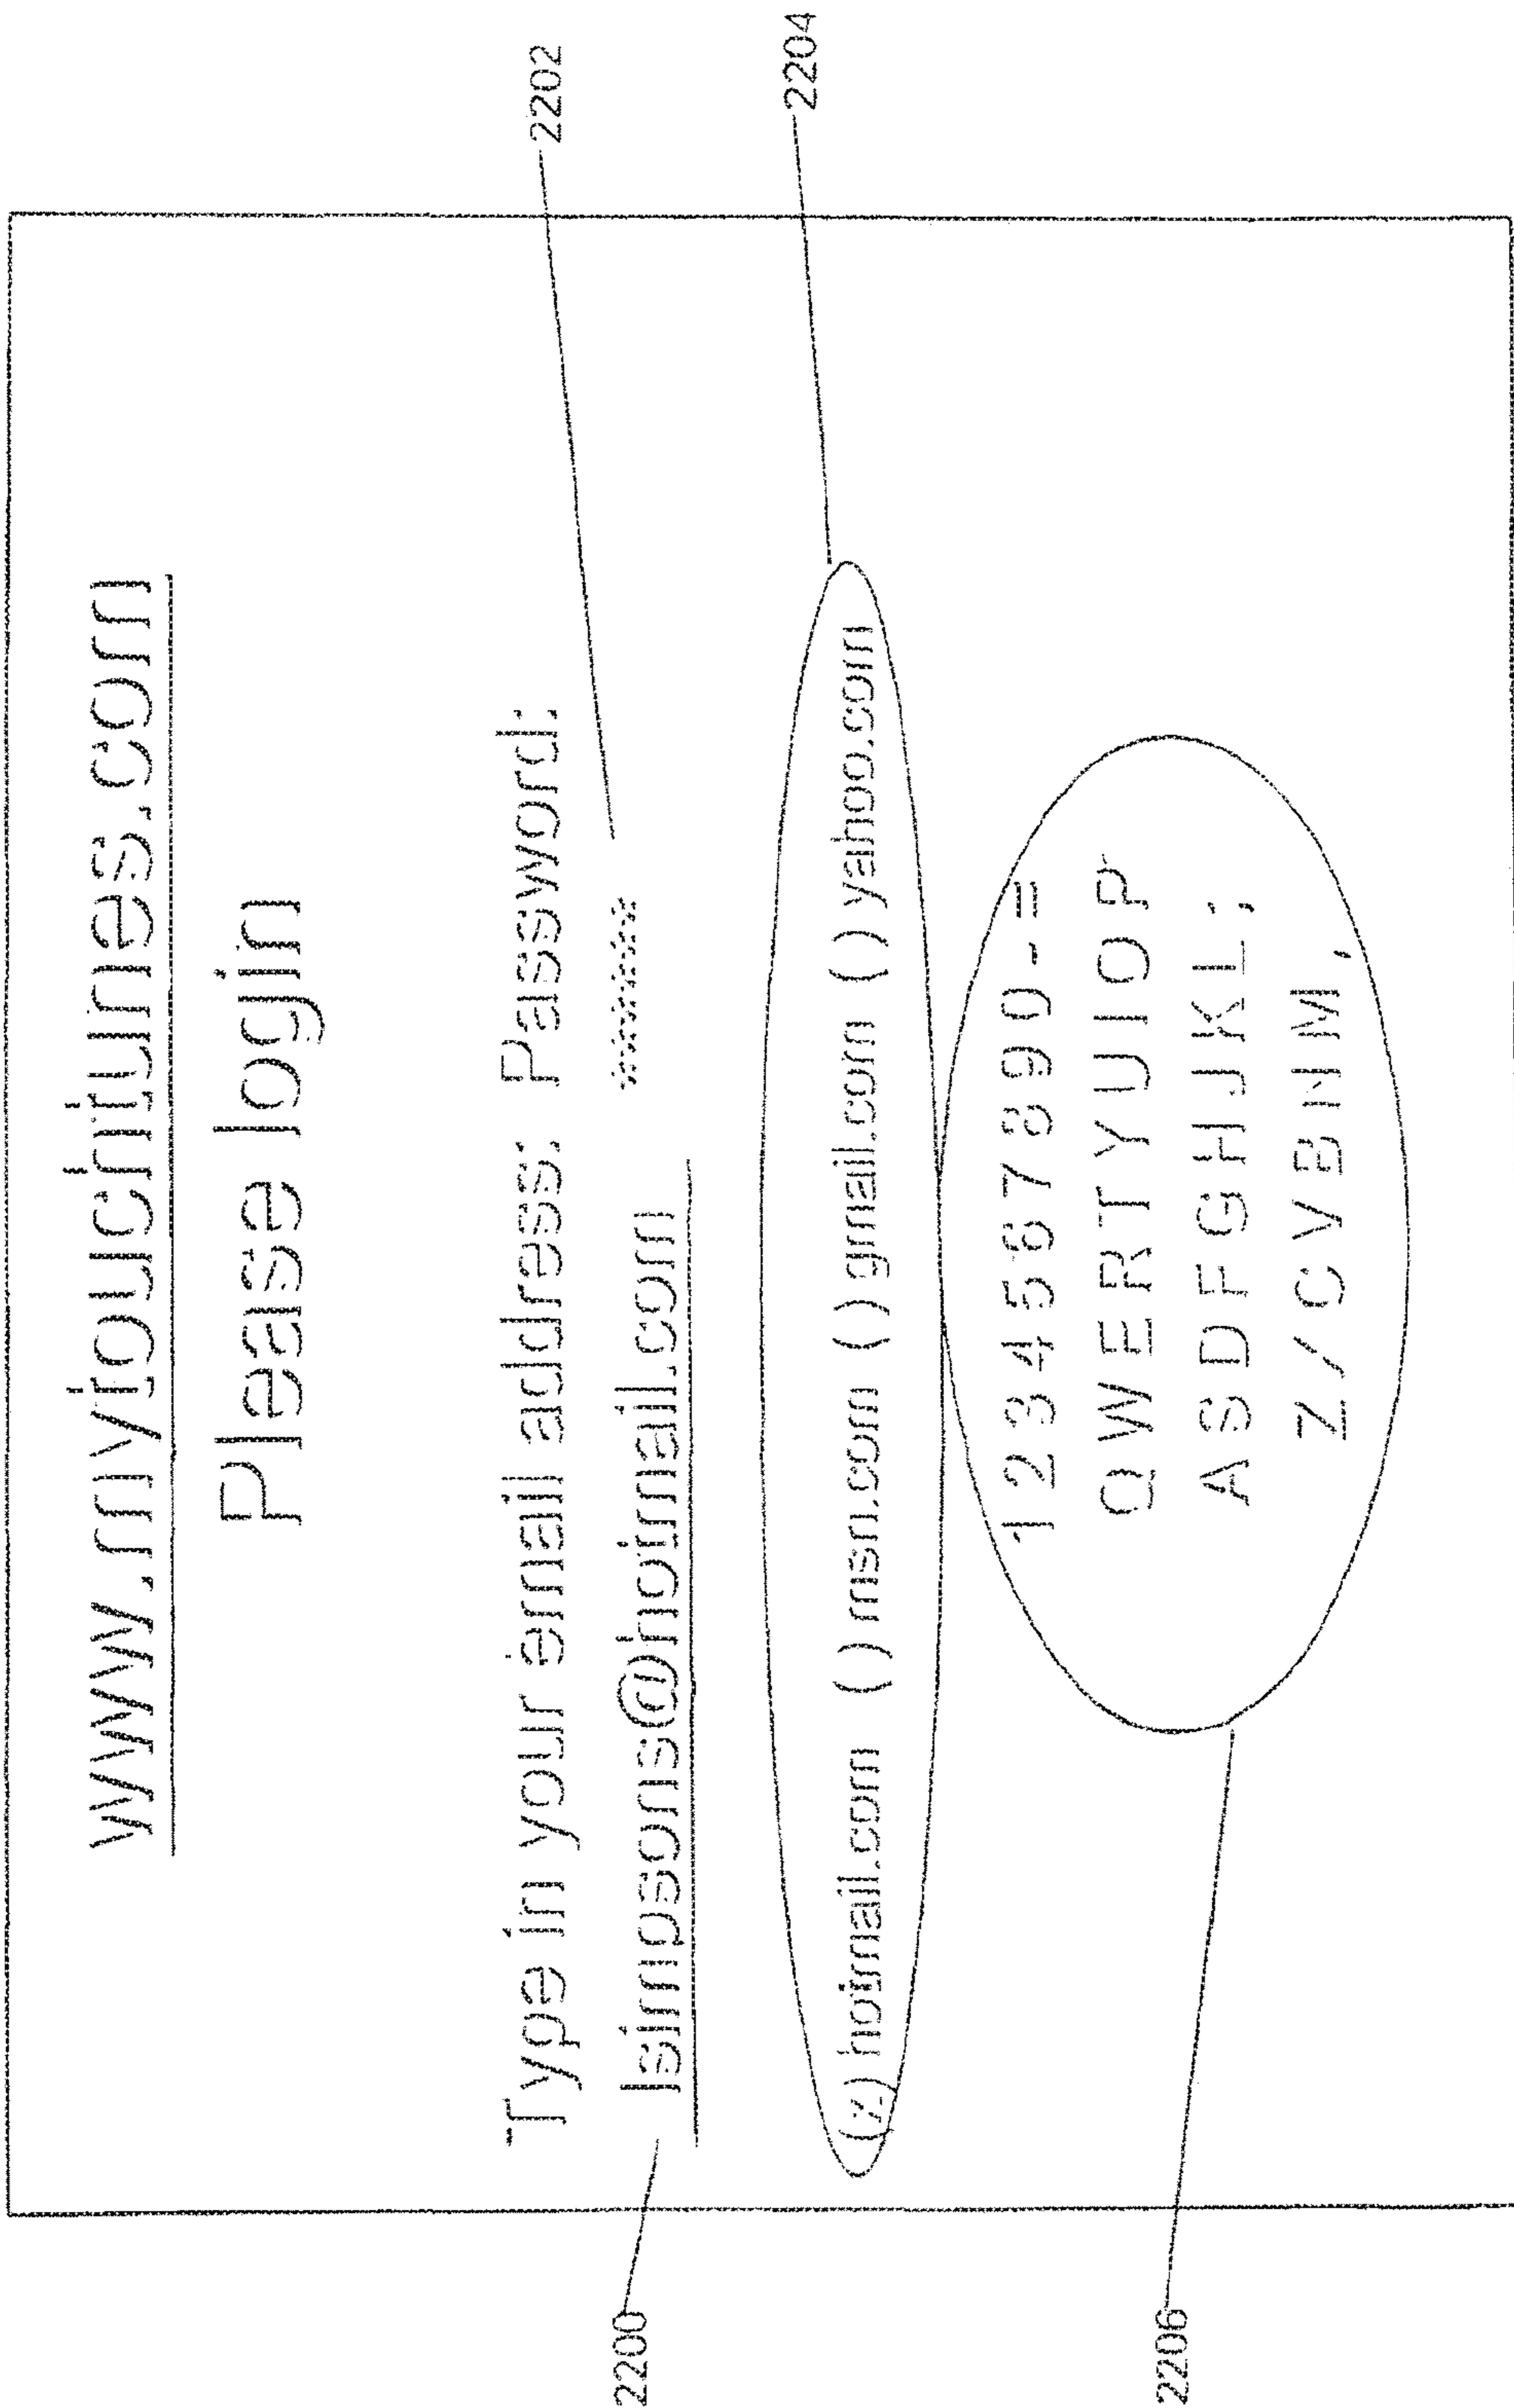 www.mytouchtunes.com
Please login
2202
Type in your email address: Password:
2200
lsimpsons@hotmail.com *******
2204
(x) hotmail.com () msn.com () gmail.com () yahoo.com
1 2 3 4 5 6 7 8 9 0 - =
Q W E R T Y U I O P
A S D F G H J K L ;
Z X C V B N M ,
2206